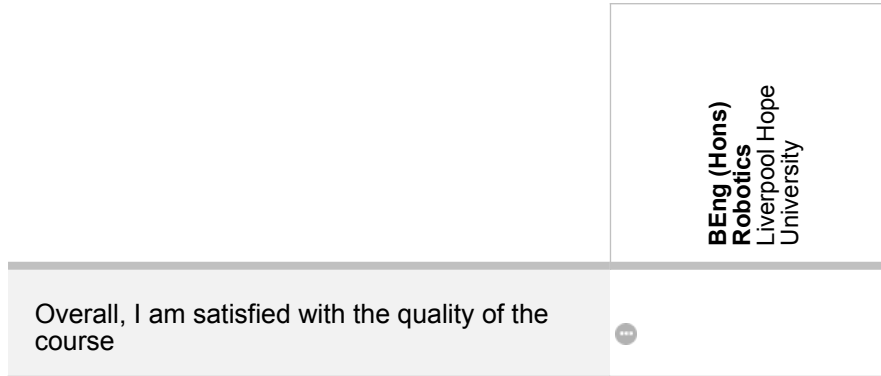 BEng (Hons)
Robotics
Liverpool Hope
University
Overall, I am satisfied with the quality of the
course